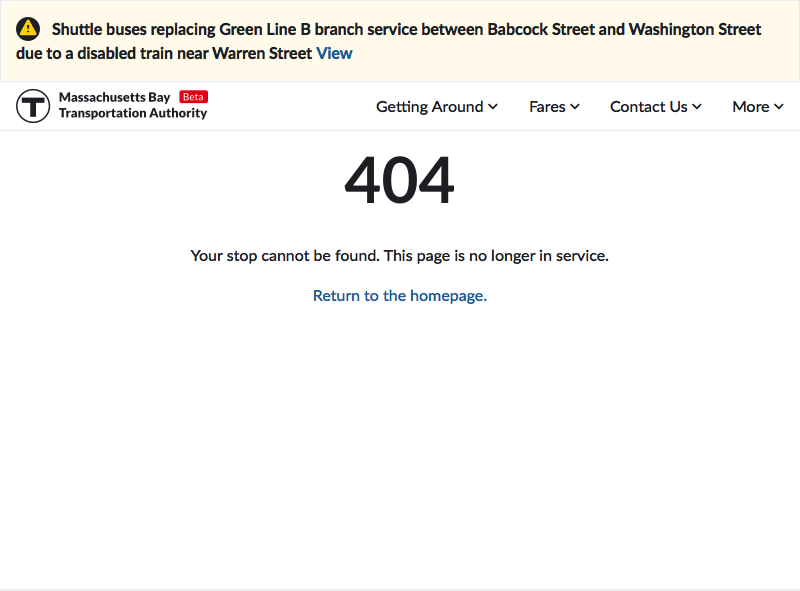 Shuttle buses replacing Green Line B branch service between Babcock Street and Washington Street
due to a disabled train near Warren Street View
T
Massachusetts Bay Beta
Transportation Authority
Getting Around Fares Contact Us More
404
Your stop cannot be found. This page is no longer in service.
Return to the homepage.